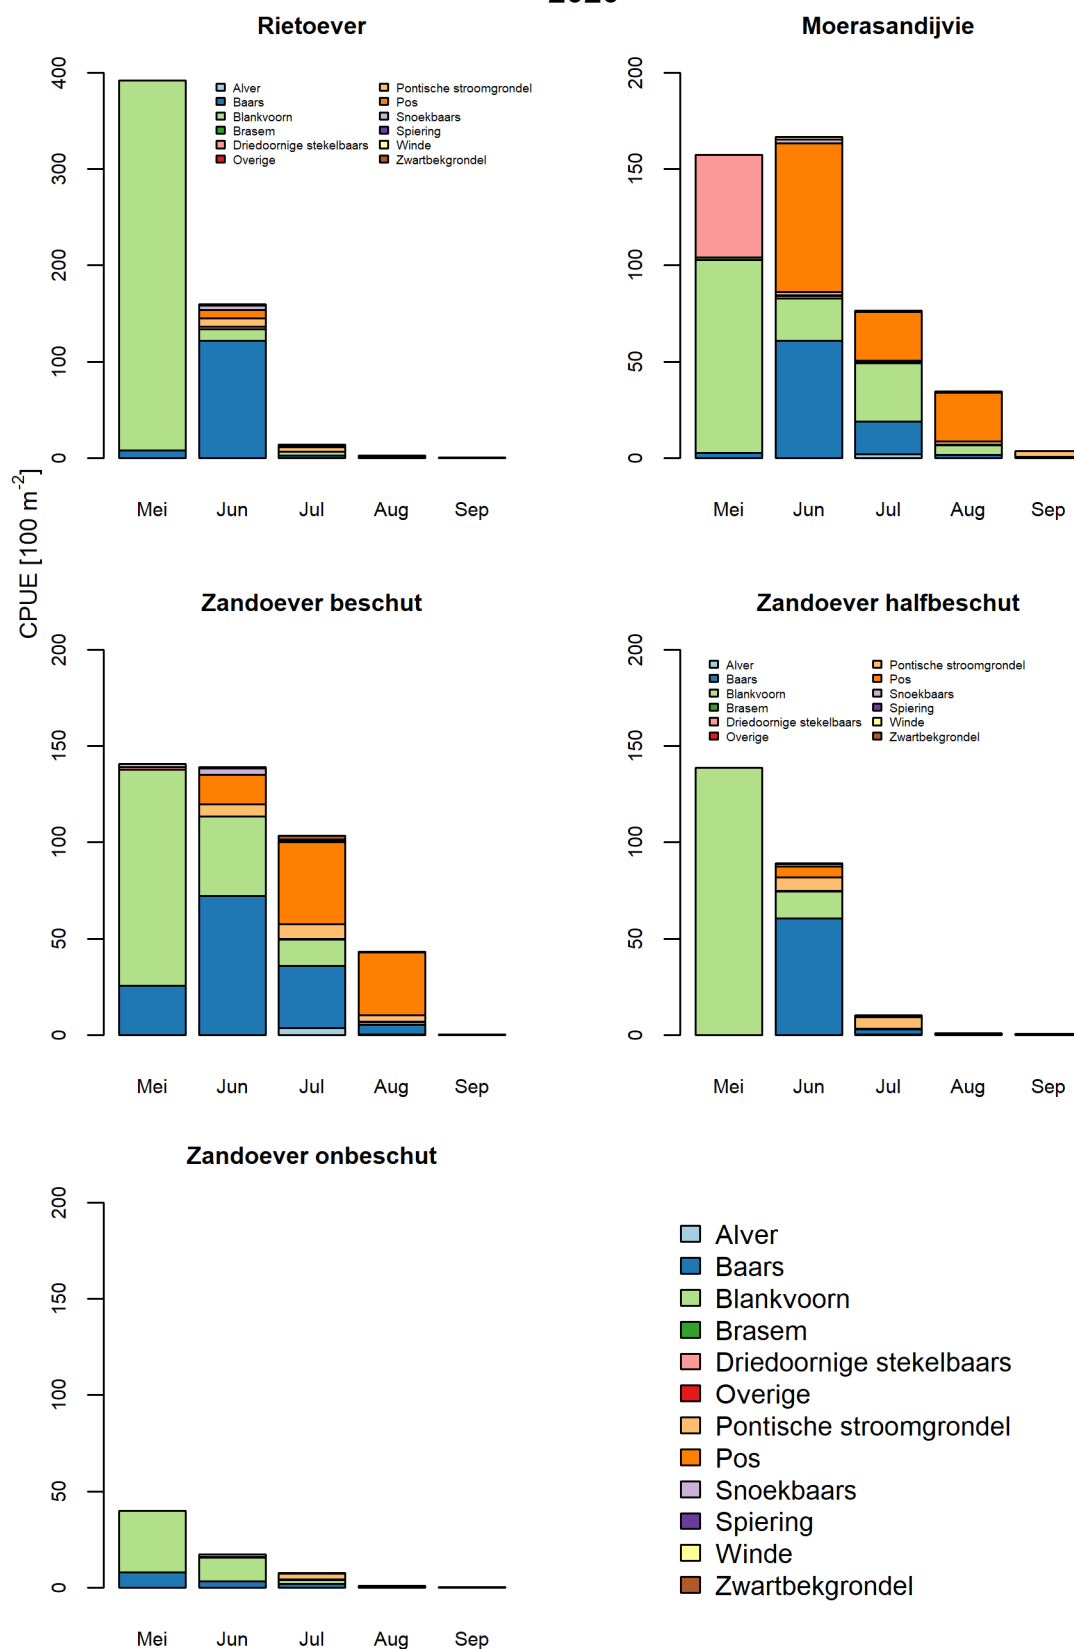 Rietoever
400
300
200
100
0
Alver
Baars
Blankvoorn
Brasem
Driedoornige stekelbaars
Overige
Pontische stroomgrondel
Pos
Snoekbaars
Spiering
Winde
Zwartbekgrondel
Mei Jun Jul Aug Sep
Moerasandijvie
200
150
100
50
0
Mei Jun Jul Aug Sep
CPUE [100 m⁻²]
Zandoever beschut
200
150
100
50
0
Mei Jun Jul Aug Sep
Zandoever halfbeschut
200
150
100
50
0
Alver
Baars
Blankvoorn
Brasem
Driedoornige stekelbaars
Overige
Pontische stroomgrondel
Pos
Snoekbaars
Spiering
Winde
Zwartbekgrondel
Mei Jun Jul Aug Sep
Zandoever onbeschut
200
150
100
50
0
Mei Jun Jul Aug Sep
Alver
Baars
Blankvoorn
Brasem
Driedoornige stekelbaars
Overige
Pontische stroomgrondel
Pos
Snoekbaars
Spiering
Winde
Zwartbekgrondel